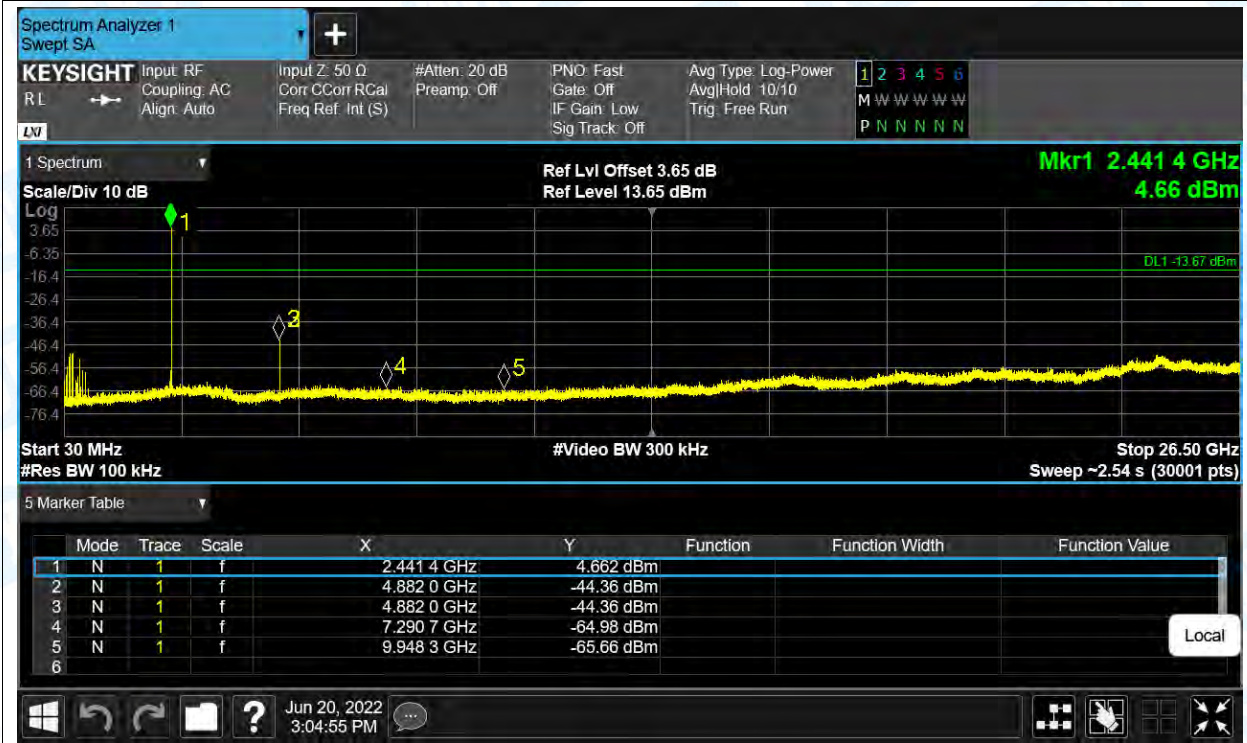 Spectrum Analyzer 1
Swept SA
+
KEYSIGHT
R L
LXI
Input: RF
Coupling: AC
Align: Auto
Input Z: 50 Ω
Corr CCorr RCal
Freq Ref: Int (S)
#Atten: 20 dB
Preamp: Off
PNO: Fast
Gate: Off
IF Gain: Low
Sig Track: Off
Avg Type: Log-Power
Avg|Hold: 10/10
Trig: Free Run
1 2 3 4 5 6
M W W W W W
P N N N N N
1 Spectrum
Scale/Div 10 dB
Ref Lvl Offset 3.65 dB
Ref Level 13.65 dBm
Mkr1 2.441 4 GHz
4.66 dBm
Log
3.65
-6.35
-16.4
-26.4
-36.4
-46.4
-56.4
-66.4
-76.4
1
4
5
DL1 -13.67 dBm
Start 30 MHz
#Res BW 100 kHz
#Video BW 300 kHz
Stop 26.50 GHz
Sweep ~2.54 s (30001 pts)
5 Marker Table
Mode Trace Scale X Y Function Function Width Function Value
1 N 1 f 2.441 4 GHz 4.662 dBm
2 N 1 f 4.882 0 GHz -44.36 dBm
3 N 1 f 4.882 0 GHz -44.36 dBm
4 N 1 f 7.290 7 GHz -64.98 dBm
5 N 1 f 9.948 3 GHz -65.66 dBm
6
Local
?
Jun 20, 2022
3:04:55 PM